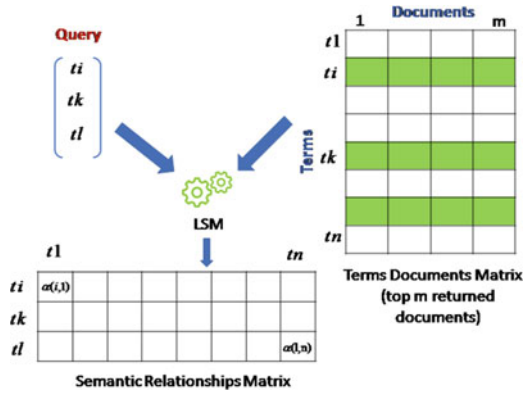 Documents
1 m
Query
t1
ti
ti
tk
tl
Terms
tk
tn
LSM
t1 tn
ti α(i,1)
tk
tl α(l,n)
Terms Documents Matrix
(top m returned
documents)
Semantic Relationships Matrix